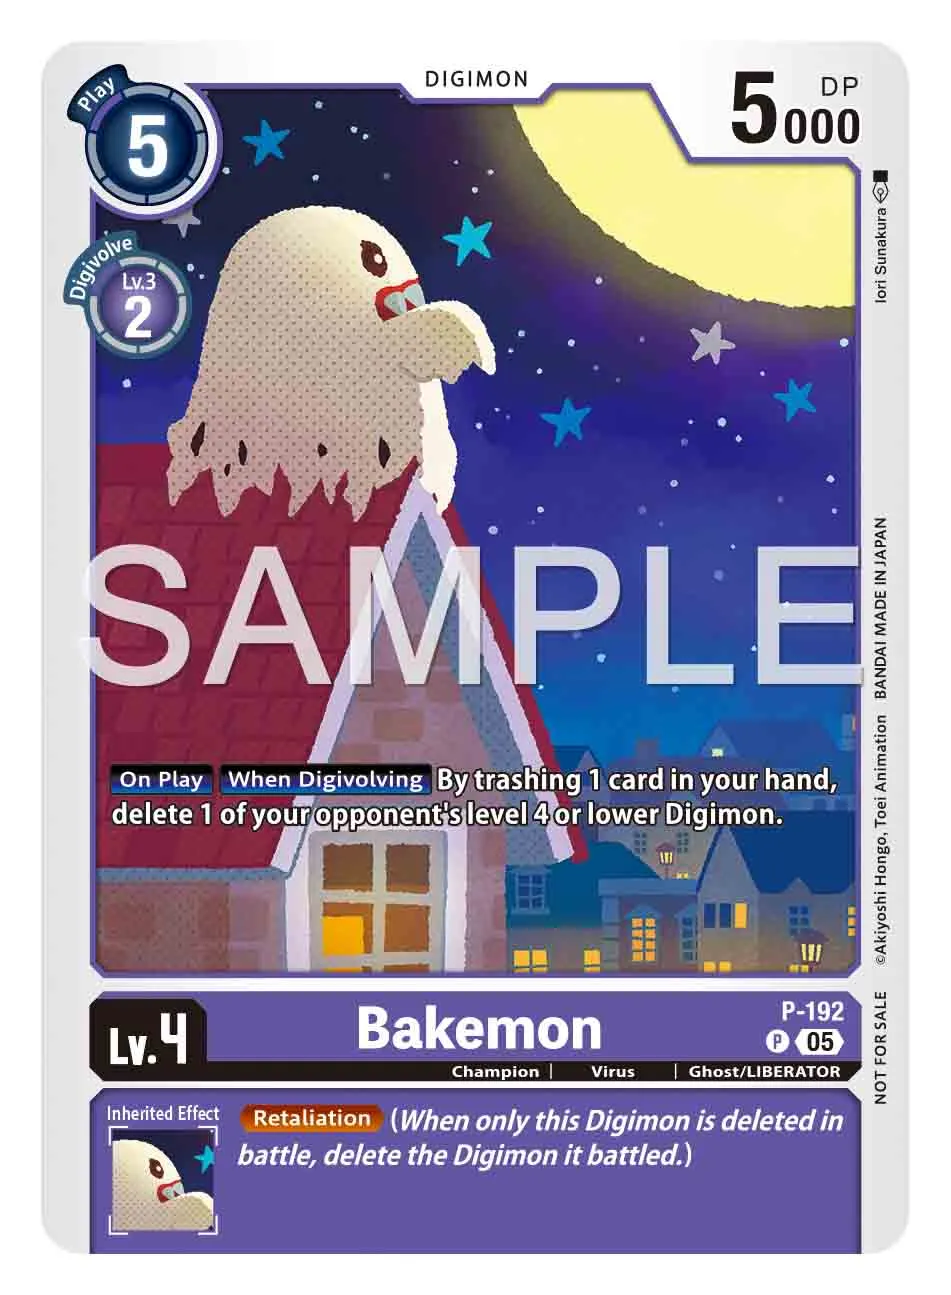 DIGIMON
Play
5
DP
5000
Digivolve
Lv.3
2
Iori Sunakura
SAMPLE
On Play When Digivolving By trashing 1 card in your hand,
delete 1 of your opponent's level 4 or lower Digimon.
©Akiyoshi Hongo, Toei Animation BANDAI MADE IN JAPAN
NOT FOR SALE
Lv.4
Bakemon
P-192
P 05
Champion | Virus | Ghost/LIBERATOR
Inherited Effect
Retaliation (When only this Digimon is deleted in
battle, delete the Digimon it battled.)